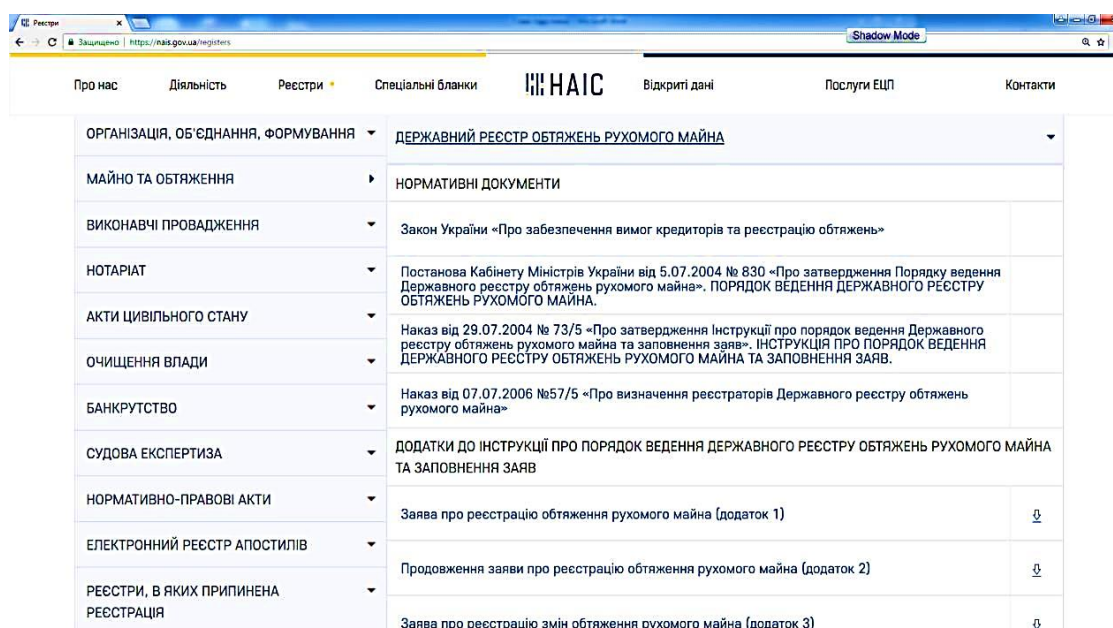 Реєстри
Shadow Mode
Защищено | https://nais.gov.ua/registers
Про нас Діяльність Реєстри Спеціальні бланки НАІС Відкриті дані Послуги ЕЦП Контакти
ОРГАНІЗАЦІЯ, ОБ'ЄДНАННЯ, ФОРМУВАННЯ
МАЙНО ТА ОБТЯЖЕННЯ
ВИКОНАВЧІ ПРОВАДЖЕННЯ
НОТАРІАТ
АКТИ ЦИВІЛЬНОГО СТАНУ
ОЧИЩЕННЯ ВЛАДИ
БАНКРУТСТВО
СУДОВА ЕКСПЕРТИЗА
НОРМАТИВНО-ПРАВОВІ АКТИ
ЕЛЕКТРОННИЙ РЕЄСТР АПОСТИЛІВ
РЕЄСТРИ, В ЯКИХ ПРИПИНЕНА
РЕЄСТРАЦІЯ
ДЕРЖАВНИЙ РЕЄСТР ОБТЯЖЕНЬ РУХОМОГО МАЙНА
НОРМАТИВНІ ДОКУМЕНТИ
Закон України «Про забезпечення вимог кредиторів та реєстрацію обтяжень»
Постанова Кабінету Міністрів України від 5.07.2004 № 830 «Про затвердження Порядку ведення
Державного реєстру обтяжень рухомого майна». ПОРЯДОК ВЕДЕННЯ ДЕРЖАВНОГО РЕЄСТРУ
ОБТЯЖЕНЬ РУХОМОГО МАЙНА.
Наказ від 29.07.2004 № 73/5 «Про затвердження Інструкції про порядок ведення Державного
реєстру обтяжень рухомого майна та заповнення заяв». ІНСТРУКЦІЯ ПРО ПОРЯДОК ВЕДЕННЯ
ДЕРЖАВНОГО РЕЄСТРУ ОБТЯЖЕНЬ РУХОМОГО МАЙНА ТА ЗАПОВНЕННЯ ЗАЯВ.
Наказ від 07.07.2006 №57/5 «Про визначення реєстраторів Державного реєстру обтяжень
рухомого майна»
ДОДАТКИ ДО ІНСТРУКЦІЇ ПРО ПОРЯДОК ВЕДЕННЯ ДЕРЖАВНОГО РЕЄСТРУ ОБТЯЖЕНЬ РУХОМОГО МАЙНА
ТА ЗАПОВНЕННЯ ЗАЯВ
Заява про реєстрацію обтяження рухомого майна (додаток 1)
Продовження заяви про реєстрацію обтяження рухомого майна (додаток 2)
Заява про реєстрацію змін обтяження рухомого майна (додаток 3)